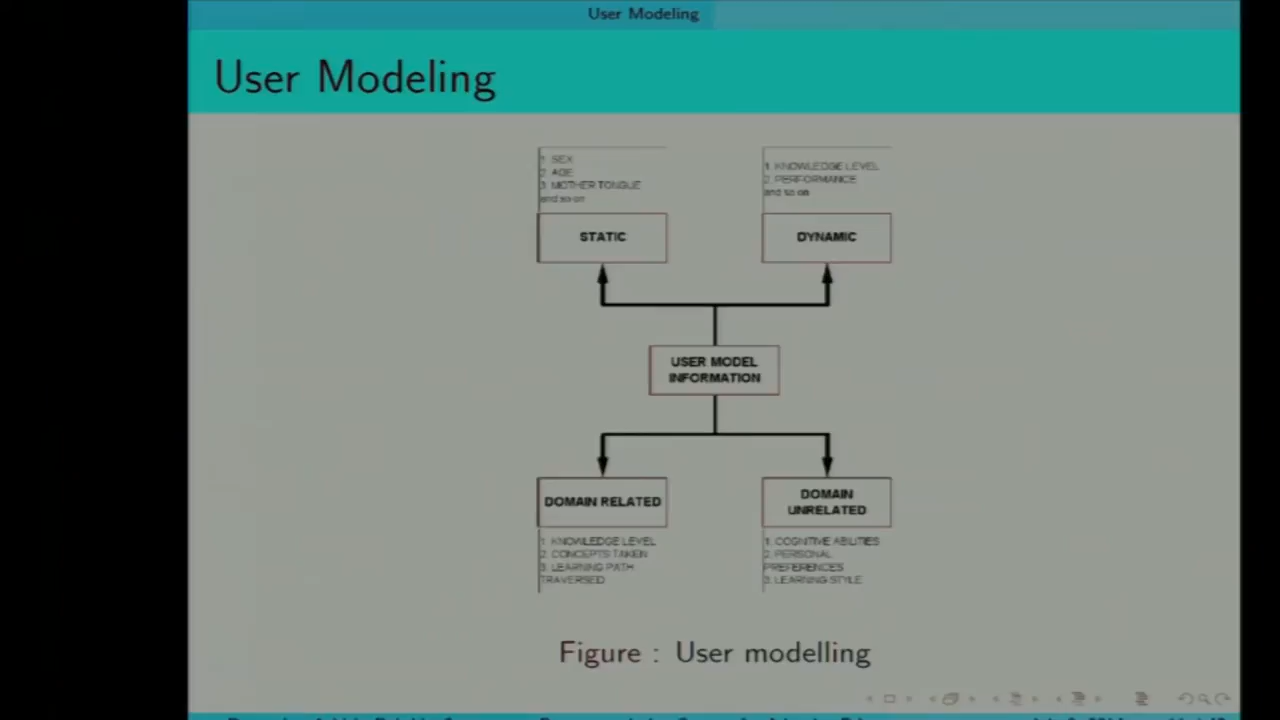 User Modeling
User Modeling
1. SEX
2. AGE
3. MOTHER TONGUE
and so on
1. KNOWLEDGE LEVEL
2. PERFORMANCE
and so on
STATIC
DYNAMIC
USER MODEL
INFORMATION
DOMAIN RELATED
DOMAIN
UNRELATED
1. KNOWLEDGE LEVEL
2. CONCEPTS TAKEN
3. LEARNING PATH
TRAVERSED
1. COGNTIVE ABILITIES
2. PERSONAL
PREFERENCES
3. LEARNING STYLE
Figure : User modelling